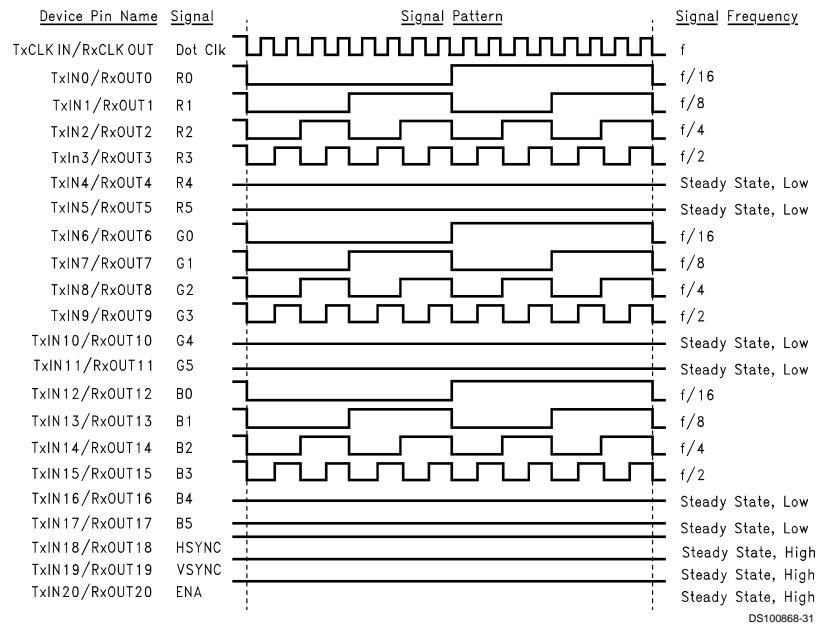 Device Pin Name Signal Signal Pattern Signal Frequency
TxCLK IN/RxCLK OUT Dot Clk f
TxIN0/RxOUT0 R0 f/16
TxIN1/RxOUT1 R1 f/8
TxIN2/RxOUT2 R2 f/4
TxIn3/RxOUT3 R3 f/2
TxIN4/RxOUT4 R4 Steady State, Low
TxIN5/RxOUT5 R5 Steady State, Low
TxIN6/RxOUT6 G0 f/16
TxIN7/RxOUT7 G1 f/8
TxIN8/RxOUT8 G2 f/4
TxIN9/RxOUT9 G3 f/2
TxIN10/RxOUT10 G4 Steady State, Low
TxIN11/RxOUT11 G5 Steady State, Low
TxIN12/RxOUT12 B0 f/16
TxIN13/RxOUT13 B1 f/8
TxIN14/RxOUT14 B2 f/4
TxIN15/RxOUT15 B3 f/2
TxIN16/RxOUT16 B4 Steady State, Low
TxIN17/RxOUT17 B5 Steady State, Low
TxIN18/RxOUT18 HSYNC Steady State, High
TxIN19/RxOUT19 VSYNC Steady State, High
TxIN20/RxOUT20 ENA Steady State, High
DS100868-31